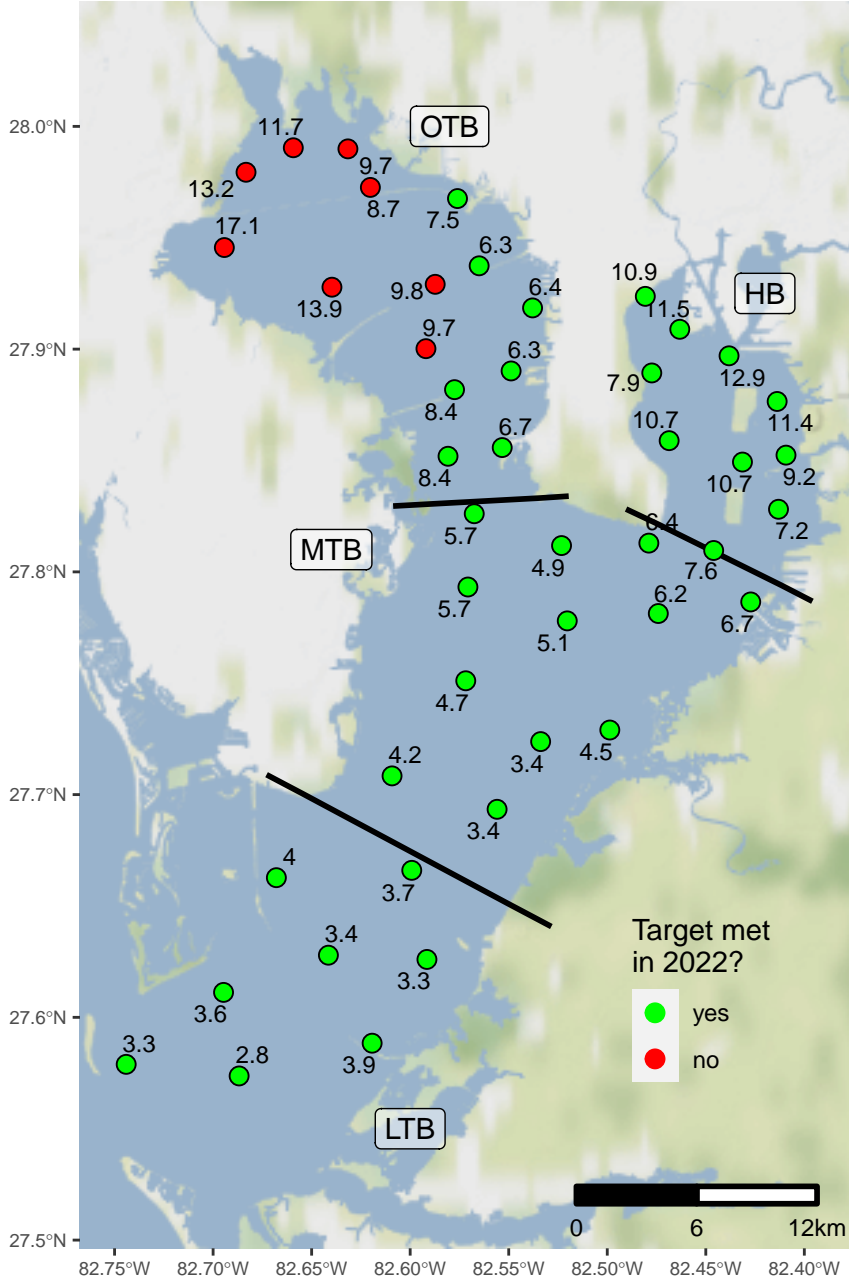 28.0°N
OTB
11.7
9.7
13.2
8.7
7.5
17.1
6.3
6.4
10.9
HB
13.9
9.8
11.5
27.9°N
9.7
6.3
12.9
7.9
8.4
11.4
6.7
10.7
8.4
10.7
9.2
5.7
6.4
7.2
MTB
4.9
7.6
27.8°N
5.7
6.2
6.7
5.1
4.7
4.2
3.4
4.5
27.7°N
3.4
4
3.7
3.4
3.3
Target met
in 2022?
yes
no
27.6°N
3.6
3.3
2.8
3.9
LTB
0 6 12km
27.5°N
82.75°W 82.70°W 82.65°W 82.60°W 82.55°W 82.50°W 82.45°W 82.40°W